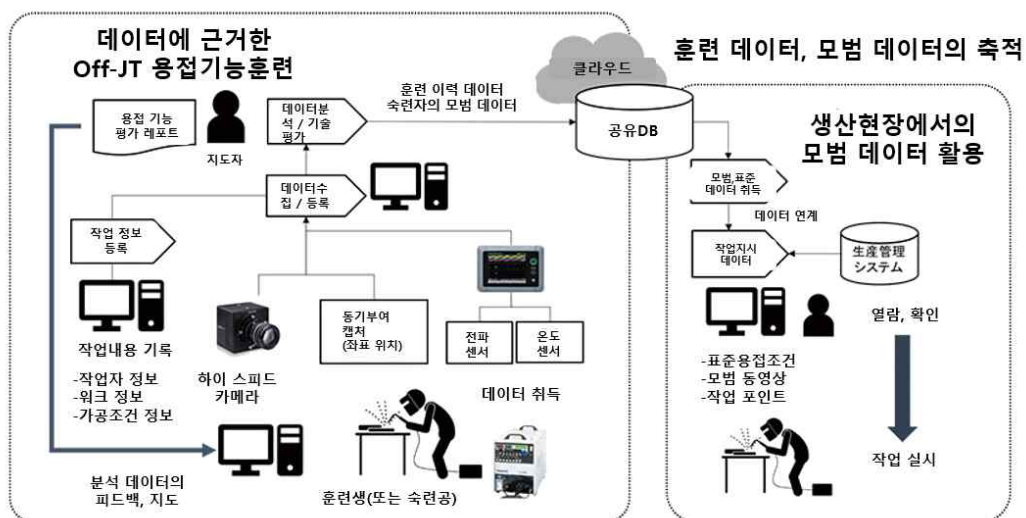 데이터에 근거한
Off-JT 용접기능훈련
용접 기능
평가 레포트
지도자
데이터분
석 / 기술
평가
훈련 이력 데이터
숙련자의 모범 데이터
클라우드
공유DB
데이터수
집 / 등록
작업 정보
등록
작업내용 기록
-작업자 정보
-워크 정보
-가공조건 정보
하이 스피드
카메라
동기부여
캡처
(좌표 위치)
전파
센서
온도
센서
데이터 취득
분석 데이터의
피드백, 지도
훈련생(또는 숙련공)
훈련 데이터, 모범 데이터의 축적
생산현장에서의
모범 데이터 활용
모범,표준
데이터 취득
데이터 연계
작업지시
데이터
生産管理
システム
열람, 확인
-표준용접조건
-모범 동영상
-작업 포인트
작업 실시